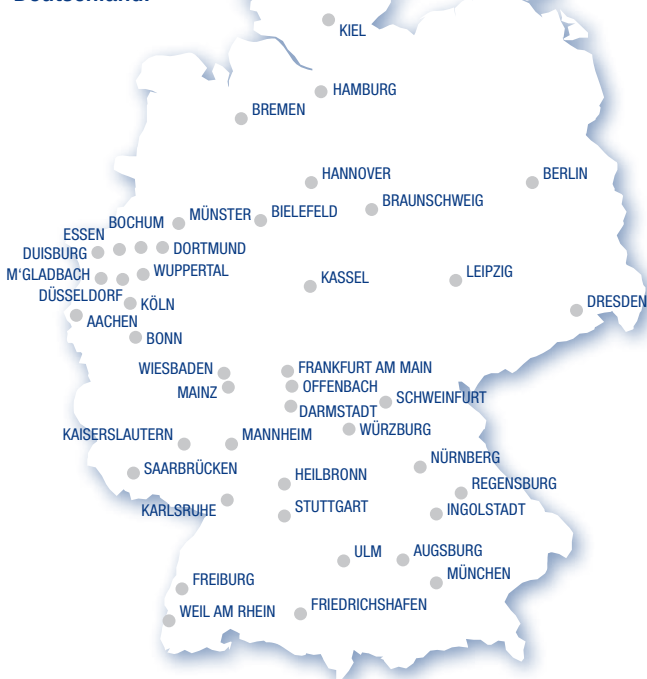 Deutschland.
KIEL
HAMBURG
BREMEN
HANNOVER
BERLIN
BRAUNSCHWEIG
MÜNSTER
BIELEFELD
BOCHUM
ESSEN
DUISBURG
DORTMUND
M'GLADBACH
WUPPERTAL
KASSEL
LEIPZIG
DÜSSELDORF
KÖLN
DRESDEN
AACHEN
BONN
WIESBADEN
FRANKFURT AM MAIN
MAINZ
OFFENBACH
SCHWEINFURT
DARMSTADT
KAISERSLAUTERN
MANNHEIM
WÜRZBURG
NÜRNBERG
SAARBRÜCKEN
HEILBRONN
REGENSBURG
KARLSRUHE
STUTTGART
INGOLSTADT
ULM
AUGSBURG
MÜNCHEN
FREIBURG
WEIL AM RHEIN
FRIEDRICHSHAFEN